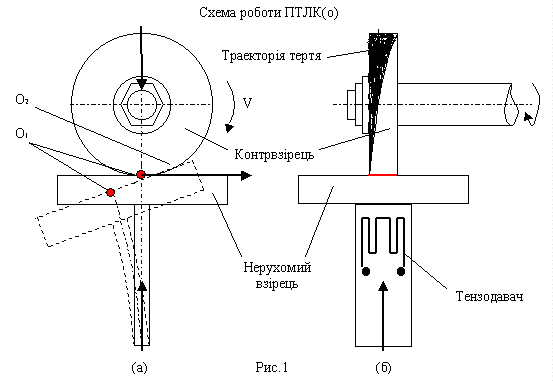 Схема роботи ПТЛК(о)
Траєкторія тертя
O₂
V
O₁
Контрвзірець
Нерухомий
взірець
Тензодавач
(а)
Рис.1
(б)